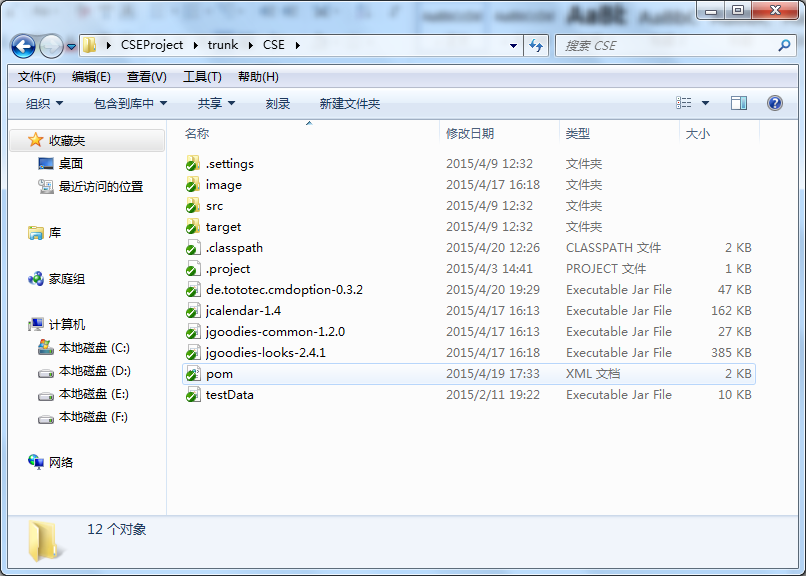 CSEProject trunk CSE 搜索 CSE
文件(F) 编辑(E) 查看(V) 工具(T) 帮助(H)
组织 包含到库中 共享 刻录 新建文件夹
收藏夹
桌面
最近访问的位置
库
家庭组
计算机
本地磁盘 (C:)
本地磁盘 (D:)
本地磁盘 (E:)
本地磁盘 (F:)
网络
名称 修改日期 类型 大小
.settings 2015/4/9 12:32 文件夹
image 2015/4/17 16:18 文件夹
src 2015/4/9 12:32 文件夹
target 2015/4/9 12:32 文件夹
.classpath 2015/4/20 12:26 CLASSPATH 文件 2 KB
.project 2015/4/3 14:41 PROJECT 文件 1 KB
de.tototec.cmdoption-0.3.2 2015/4/20 19:29 Executable Jar File 47 KB
jcalendar-1.4 2015/4/17 16:13 Executable Jar File 162 KB
jgoodies-common-1.2.0 2015/4/17 16:13 Executable Jar File 27 KB
jgoodies-looks-2.4.1 2015/4/17 16:18 Executable Jar File 385 KB
pom 2015/4/19 17:33 XML 文档 2 KB
testData 2015/2/11 19:22 Executable Jar File 10 KB
12 个对象